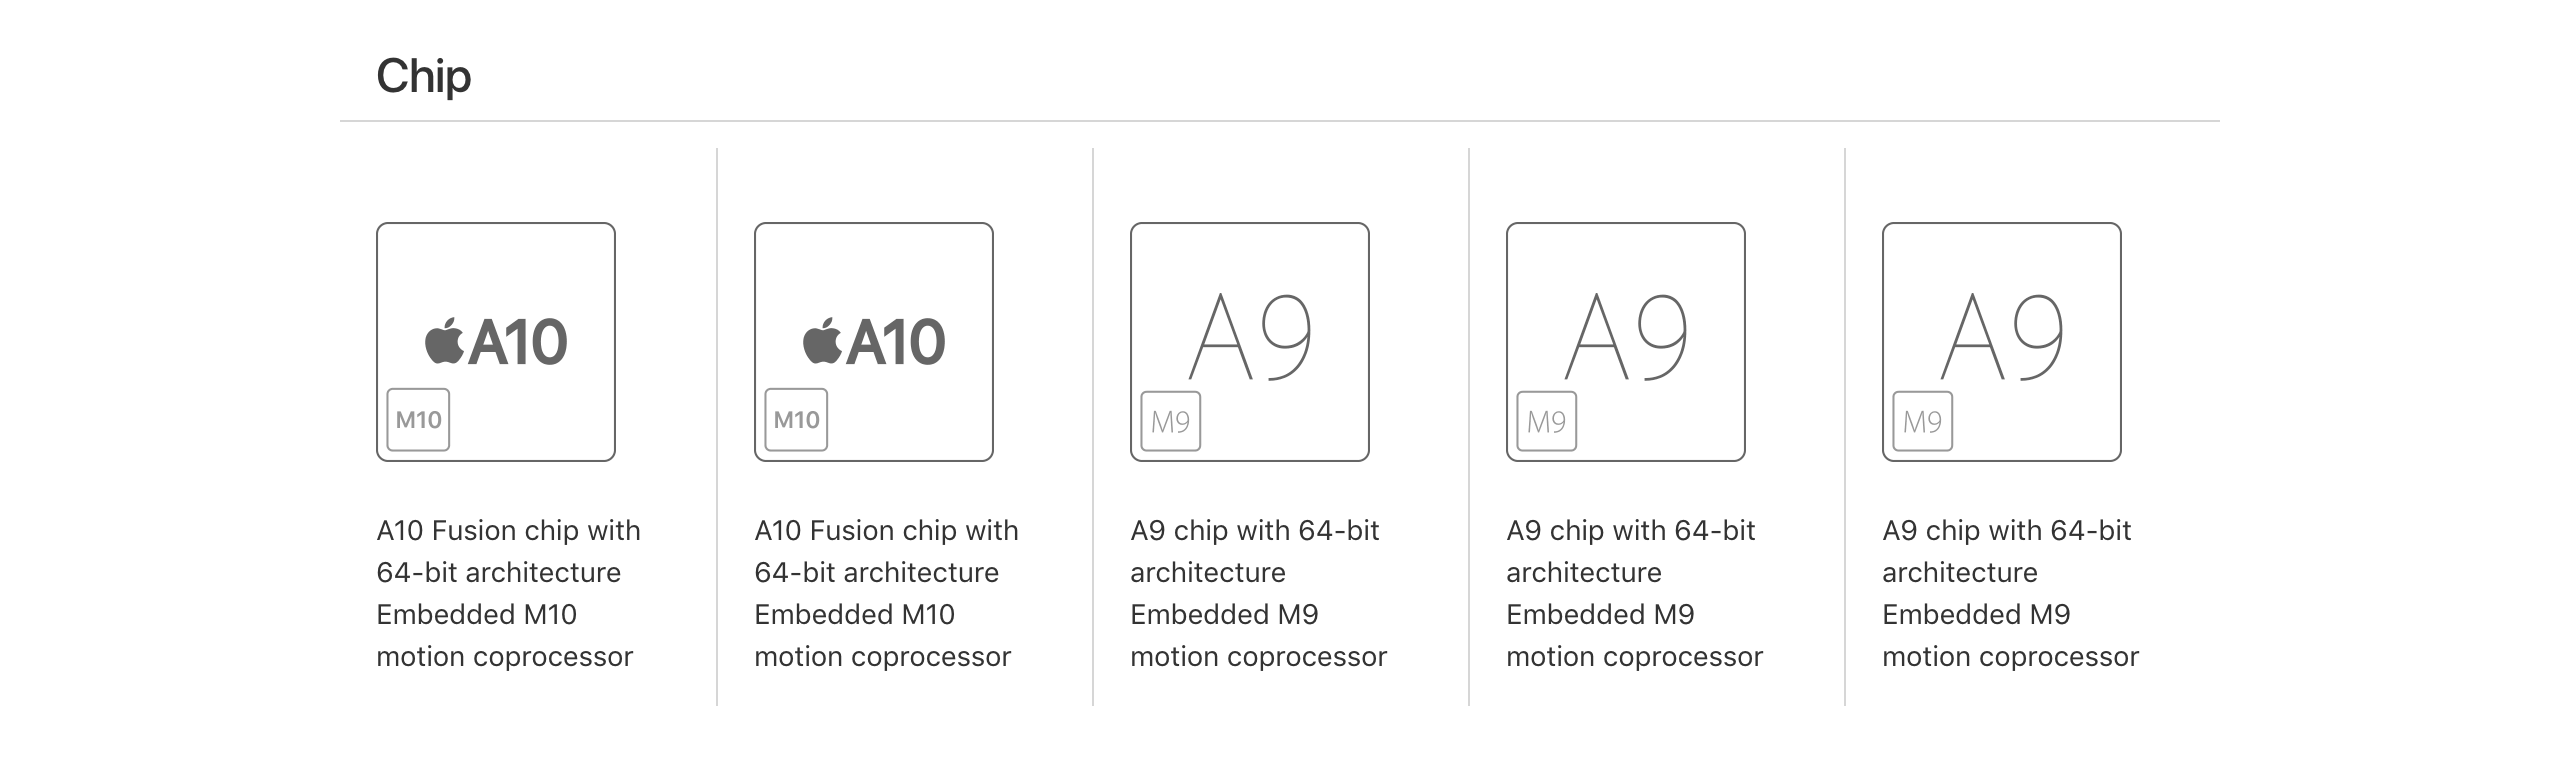 Chip
A10
M10
A10 Fusion chip with
64-bit architecture
Embedded M10
motion coprocessor
A10
M10
A10 Fusion chip with
64-bit architecture
Embedded M10
motion coprocessor
A9
M9
A9 chip with 64-bit
architecture
Embedded M9
motion coprocessor
A9
M9
A9 chip with 64-bit
architecture
Embedded M9
motion coprocessor
A9
M9
A9 chip with 64-bit
architecture
Embedded M9
motion coprocessor